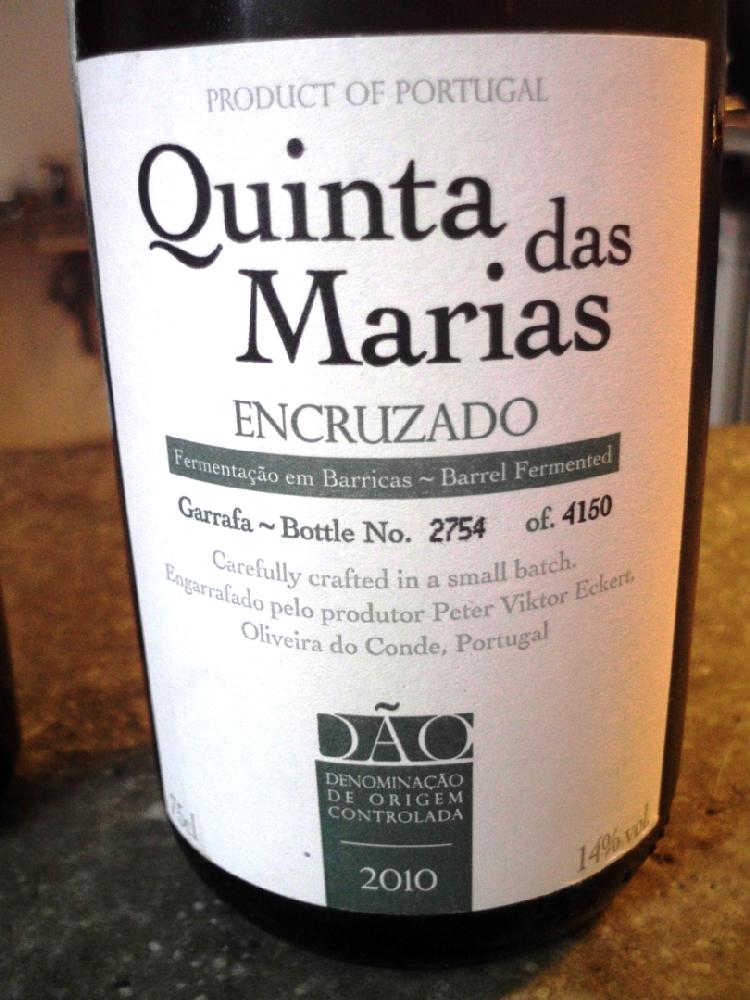 PRODUCT OF PORTUGAL
Quinta das
Marias
ENCRUZADO
Fermentação em Barricas ~ Barrel Fermented
Garrafa ~ Bottle No. 2754 of. 4150
Carefully crafted in a small batch.
Engarrafado pelo produtor Peter Viktor Eckert,
Oliveira do Conde, Portugal
DÃO
DENOMINAÇÃO
DE ORIGEM
CONTROLADA
2010
75cl
14% vol.